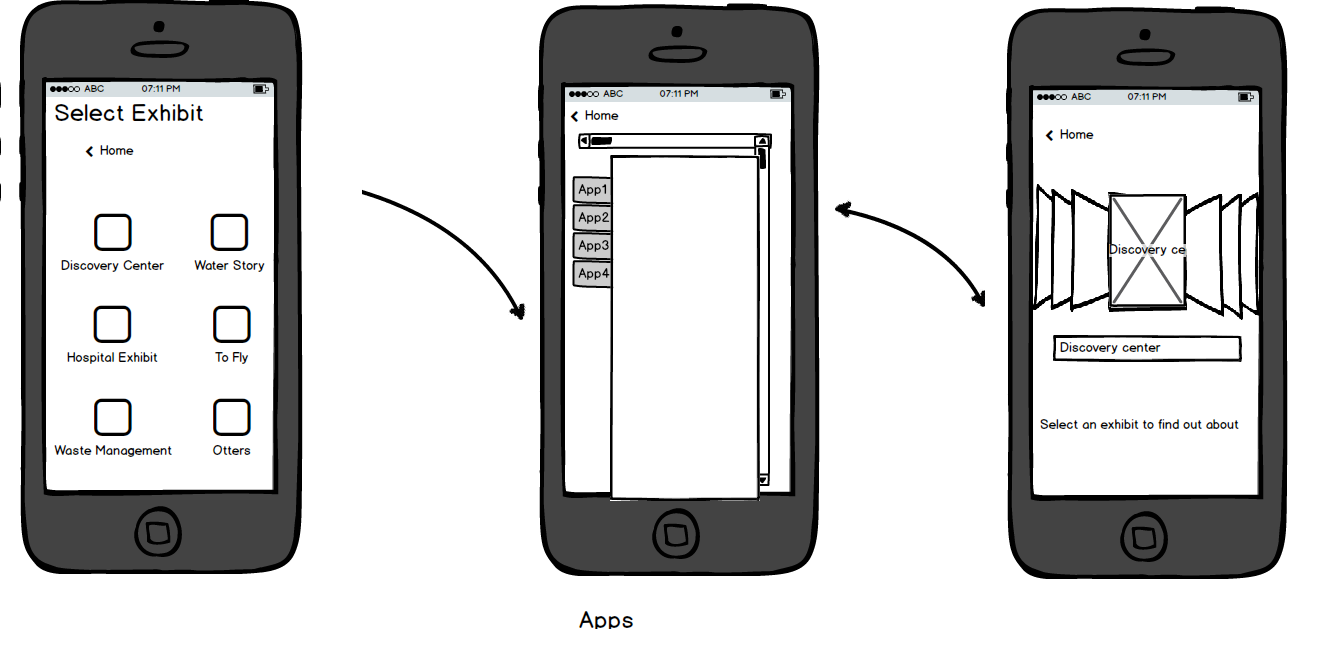 ABC 07:11 PM
Select Exhibit
Home
Discovery Center Water Story
Hospital Exhibit To Fly
Waste Management Otters
ABC 07:11 PM
Home
App1
App2
App3
App4
Apps
ABC 07:11 PM
Home
Discovery ce
Discovery center
Select an exhibit to find out about